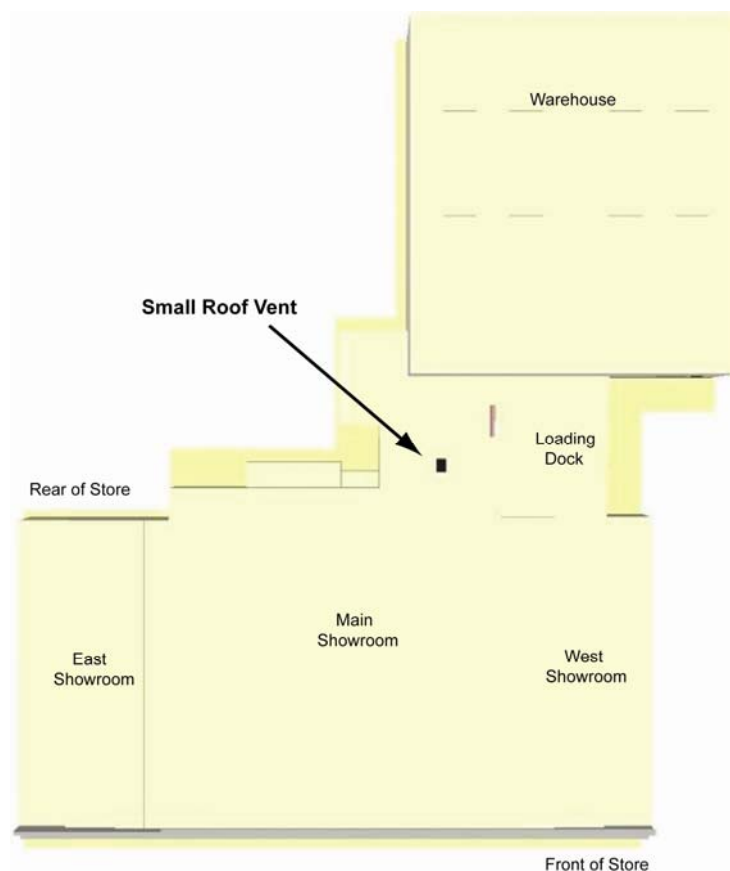 Warehouse
Small Roof Vent
Loading
Dock
Rear of Store
Main
Showroom
East
Showroom
West
Showroom
Front of Store